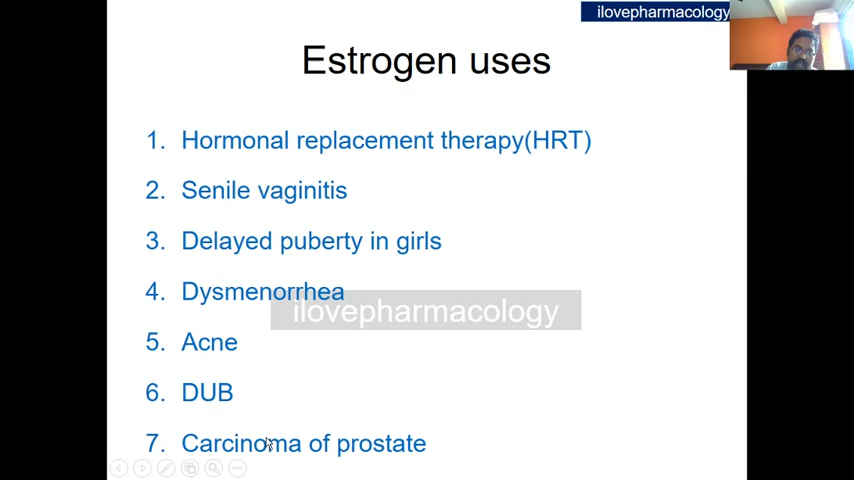 ilovepharmacology
Estrogen uses
1. Hormonal replacement therapy(HRT)
2. Senile vaginitis
3. Delayed puberty in girls
4. Dysmenorrhea
ilovepharmacology
5. Acne
6. DUB
7. Carcinoma of prostate